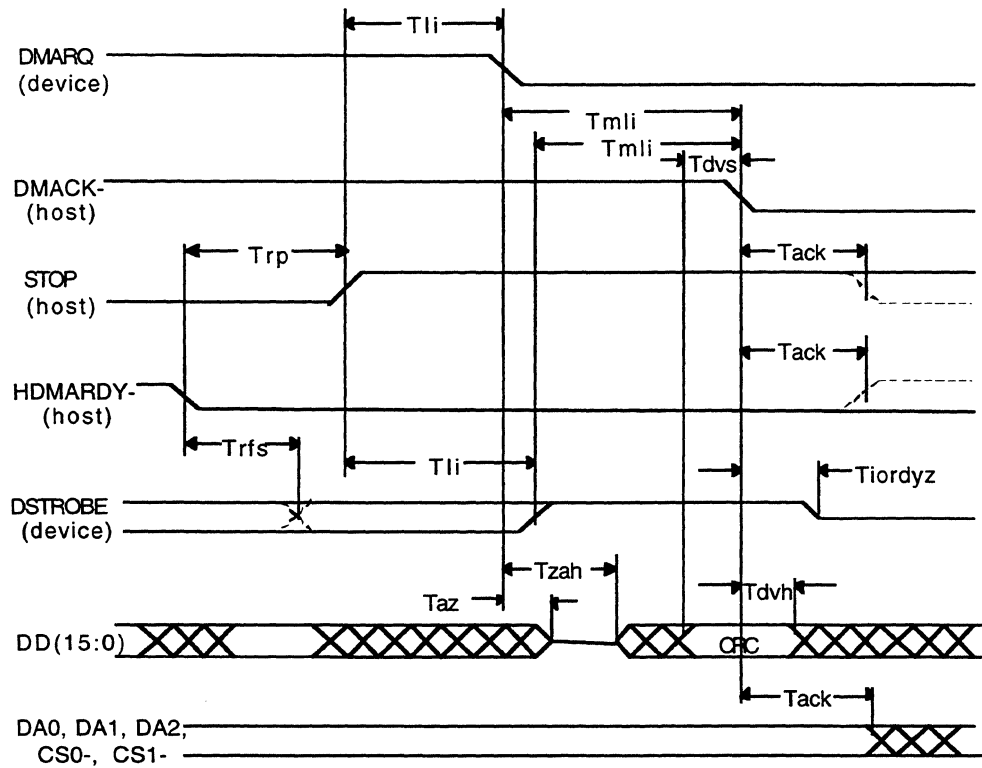 Tli
DMARQ
(device)
Tmli
Tmli
Tdvs
DMACK-
(host)
Trp
Tack
STOP
(host)
Tack
HDMARDY-
(host)
Trfs
Tli
Tiordyz
DSTROBE
(device)
Tzah
Taz
Tdvh
DD(15:0)
CRC
Tack
DA0, DA1, DA2,
CS0-, CS1-